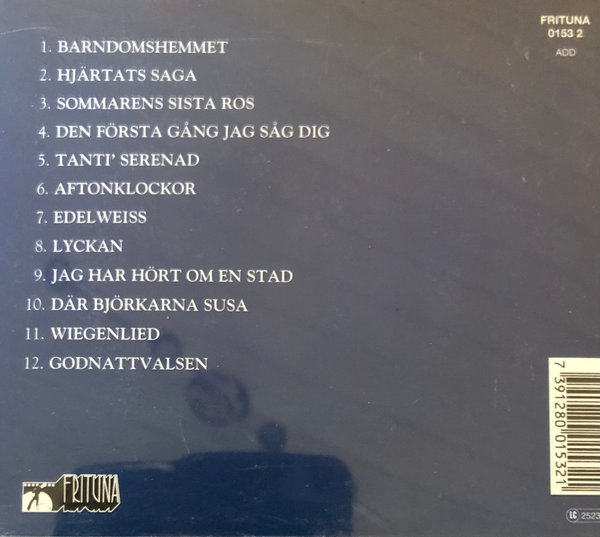 FRITUNA
0153 2
ADD
1. BARNDOMSHEMMET
2. HJÄRTATS SAGA
3. SOMMARENS SISTA ROS
4. DEN FÖRSTA GÅNG JAG SÅG DIG
5. TANTI' SERENAD
6. AFTONKLOCKOR
7. EDELWEISS
8. LYCKAN
9. JAG HAR HÖRT OM EN STAD
10. DÄR BJÖRKARNA SUSA
11. WIEGENLIED
12. GODNATTVALSEN
7 391280 015321
FRITUNA
LC 2523